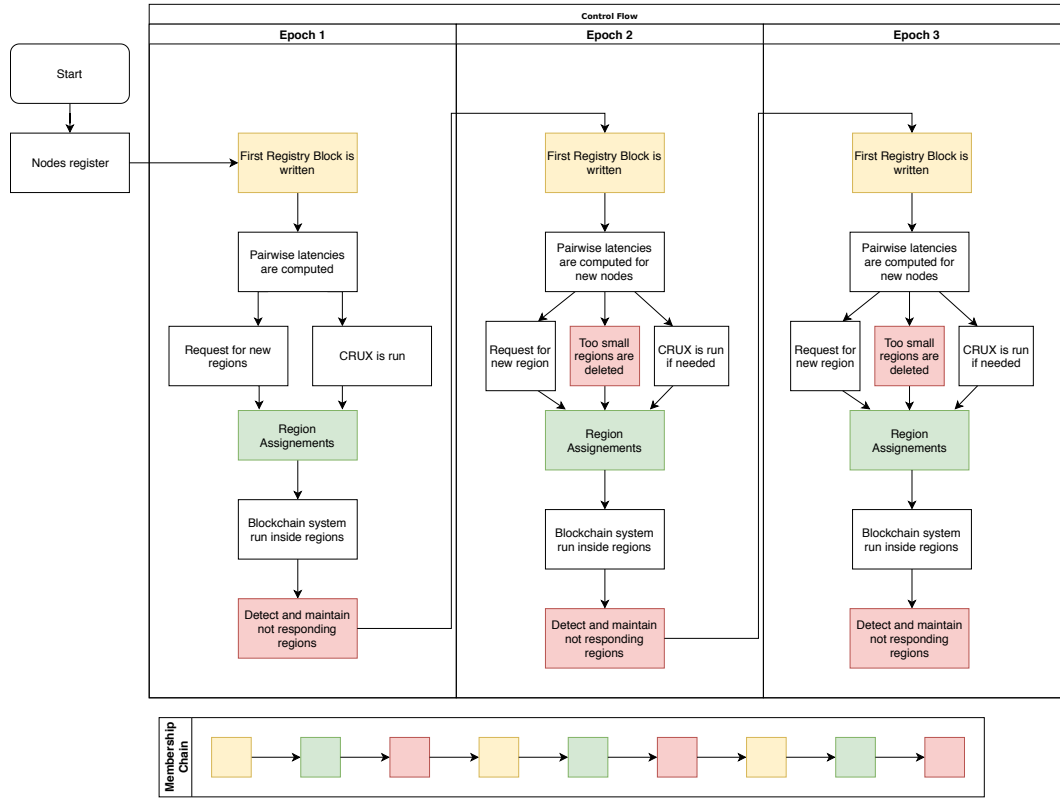 Control Flow
Epoch 1
Epoch 2
Epoch 3
Start
Nodes register
First Registry Block is
written
Pairwise latencies
are computed
Request for new
regions
CRUX is run
Region
Assignements
Blockchain system
run inside regions
Detect and maintain
not responding
regions
First Registry Block is
written
Pairwise latencies
are computed for
new nodes
Request for
new region
Too small
regions are
deleted
CRUX is run
if needed
Region
Assignements
Blockchain system
run inside regions
Detect and maintain
not responding
regions
First Registry Block is
written
Pairwise latencies
are computed for
new nodes
Request for
new region
Too small
regions are
deleted
CRUX is run
if needed
Region
Assignements
Blockchain system
run inside regions
Detect and maintain
not responding
regions
Membership
Chain